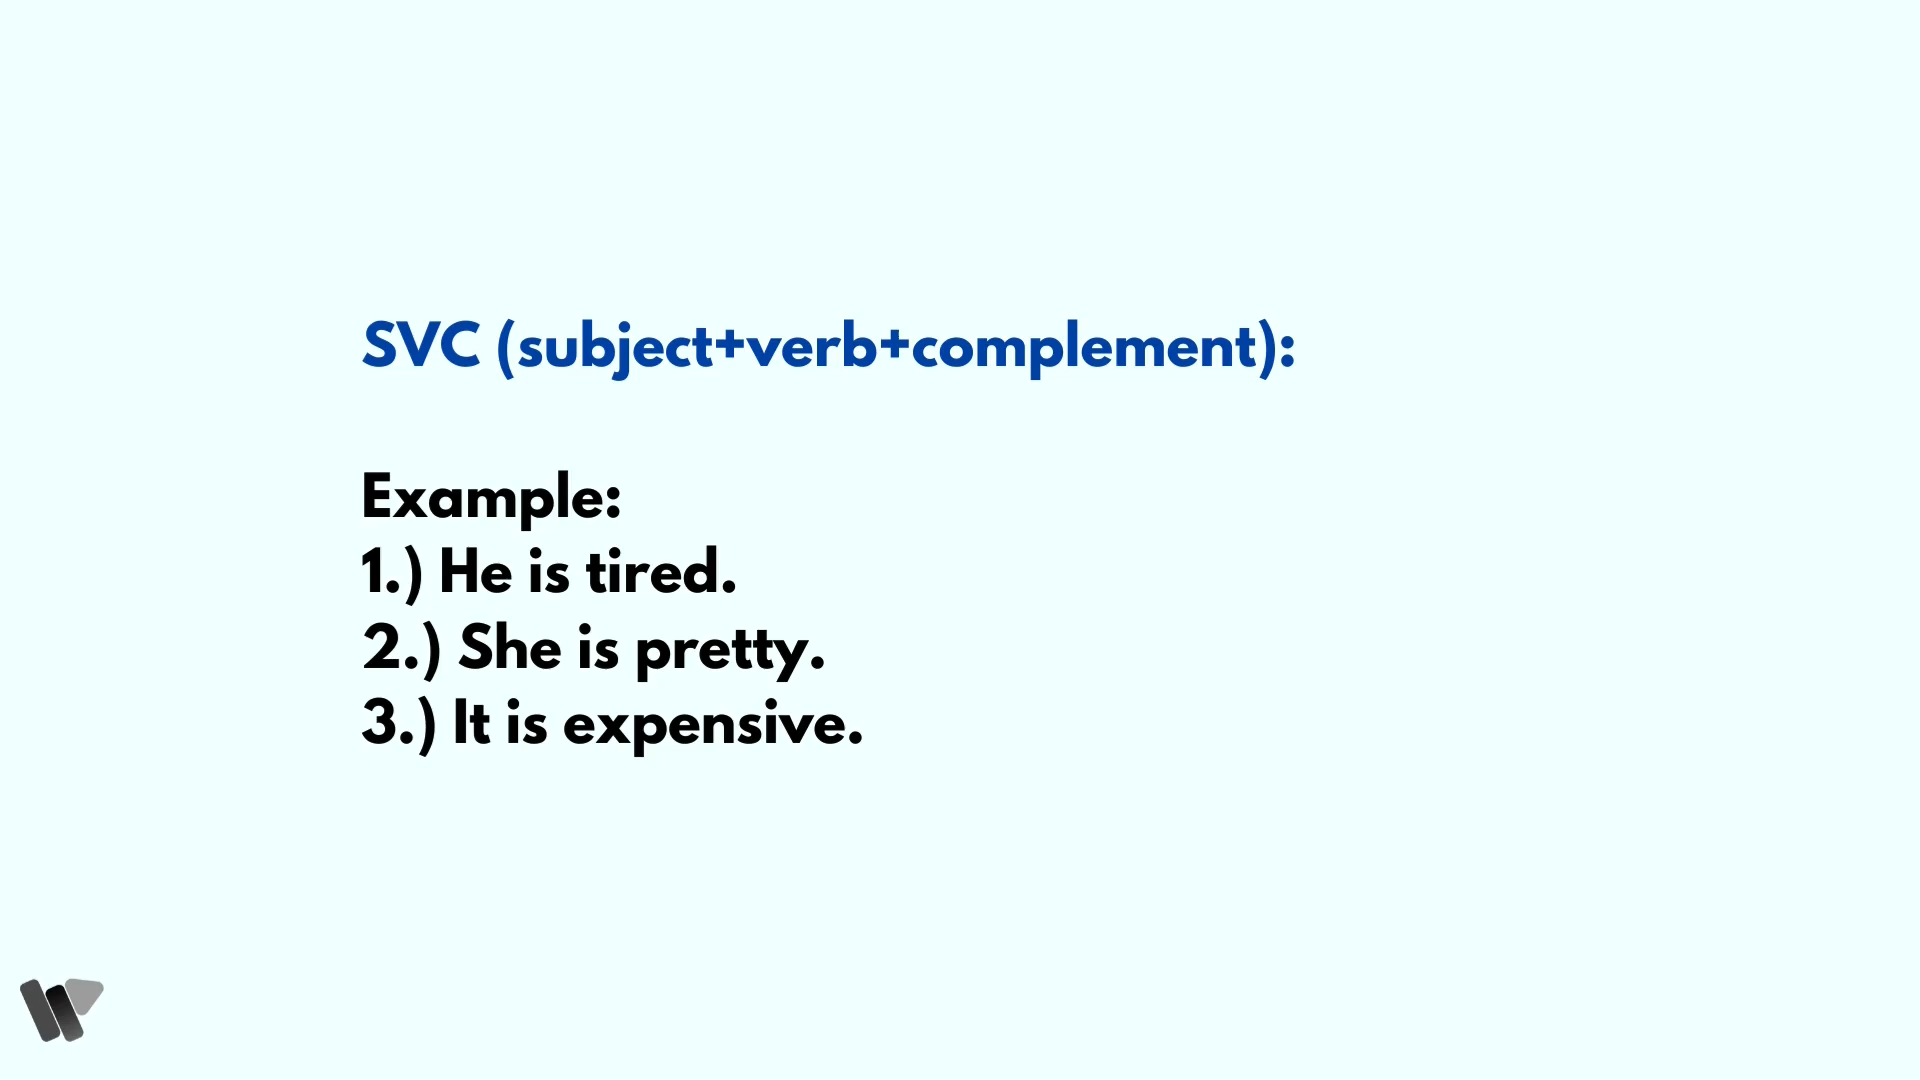 SVC (subject+verb+complement):
Example:
1.) He is tired.
2.) She is pretty.
3.) It is expensive.